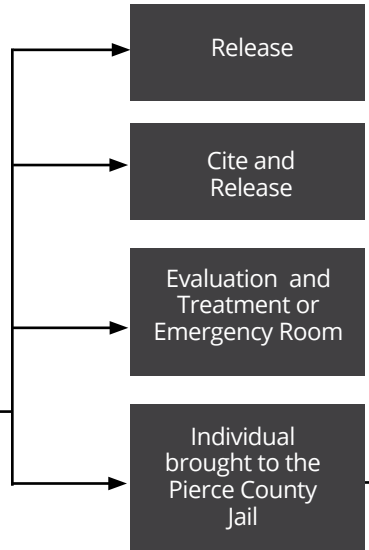 Release
Cite and
Release
Evaluation and
Treatment or
Emergency Room
Individual
brought to the
Pierce County
Jail